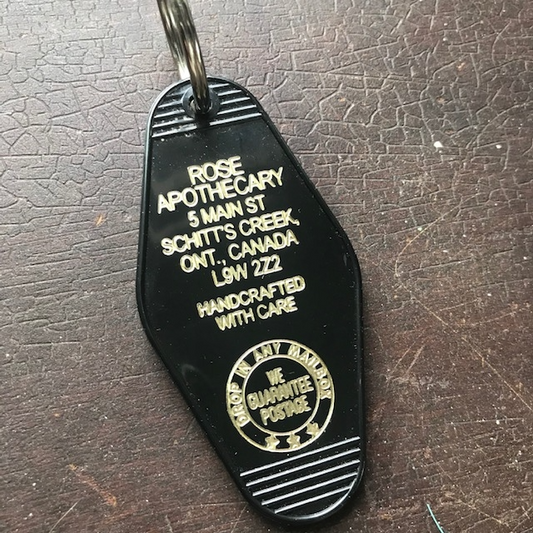 ROSE
APOTHECARY
5 MAIN ST
SCHITT'S CREEK,
ONT., CANADA
L9W 2Z2
HANDCRAFTED
WITH CARE
DROP IN ANY MAILBOX
WE
GUARANTEE
POSTAGE